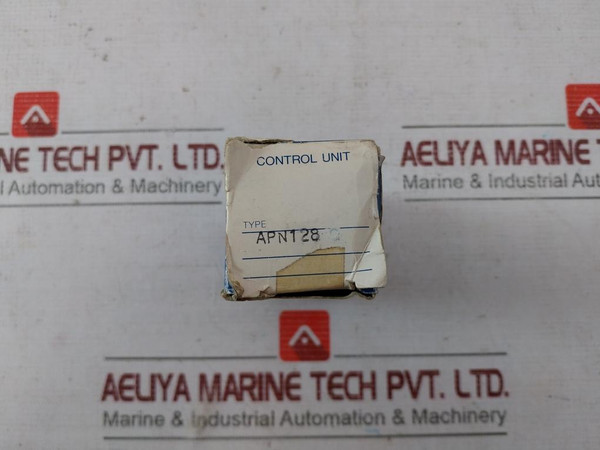 NE TECH PVT. LTD.
AELIYA MARINE
l Automation & Machinery
Marine & Industrial Autom
CONTROL UNIT
TYPE
APN128
AELIYA MARINE TECH PVT. LTD.
Marine & Industrial Automation & Machinery